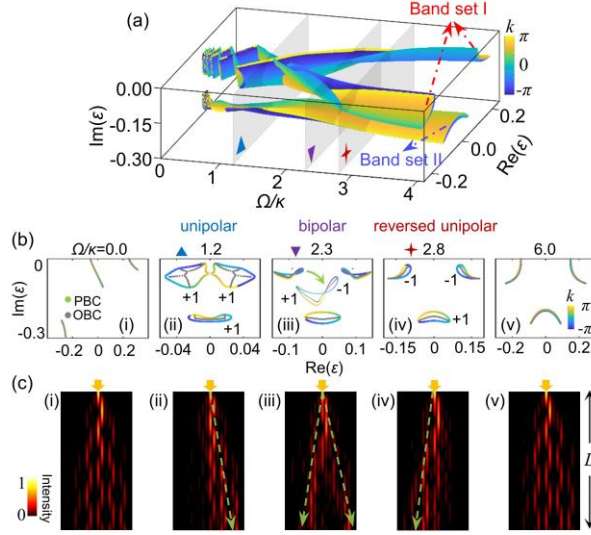 (a)
Band set I
k π
0
-π
0.00
-0.15
-0.30
Im(ε)
Band set II
0.2
0.0
-0.2
Re(ε)
0 1 2 3 4
Ω/κ
(b) unipolar bipolar reversed unipolar
Ω/κ=0.0 1.2 2.3 2.8 6.0
0
-0.3
Im(ε)
PBC
OBC
+1 +1
+1
+1 -1
-1 -1
+1
k π
0
-π
(i) (ii) (iii) (iv) (v)
-0.2 0 0.2 -0.04 0 0.04 -0.1 0 0.1 -0.15 0 0.15 -0.2 0 0.2
Re(ε)
(c)
(i) (ii) (iii) (iv) (v)
L
1
0
Intensity